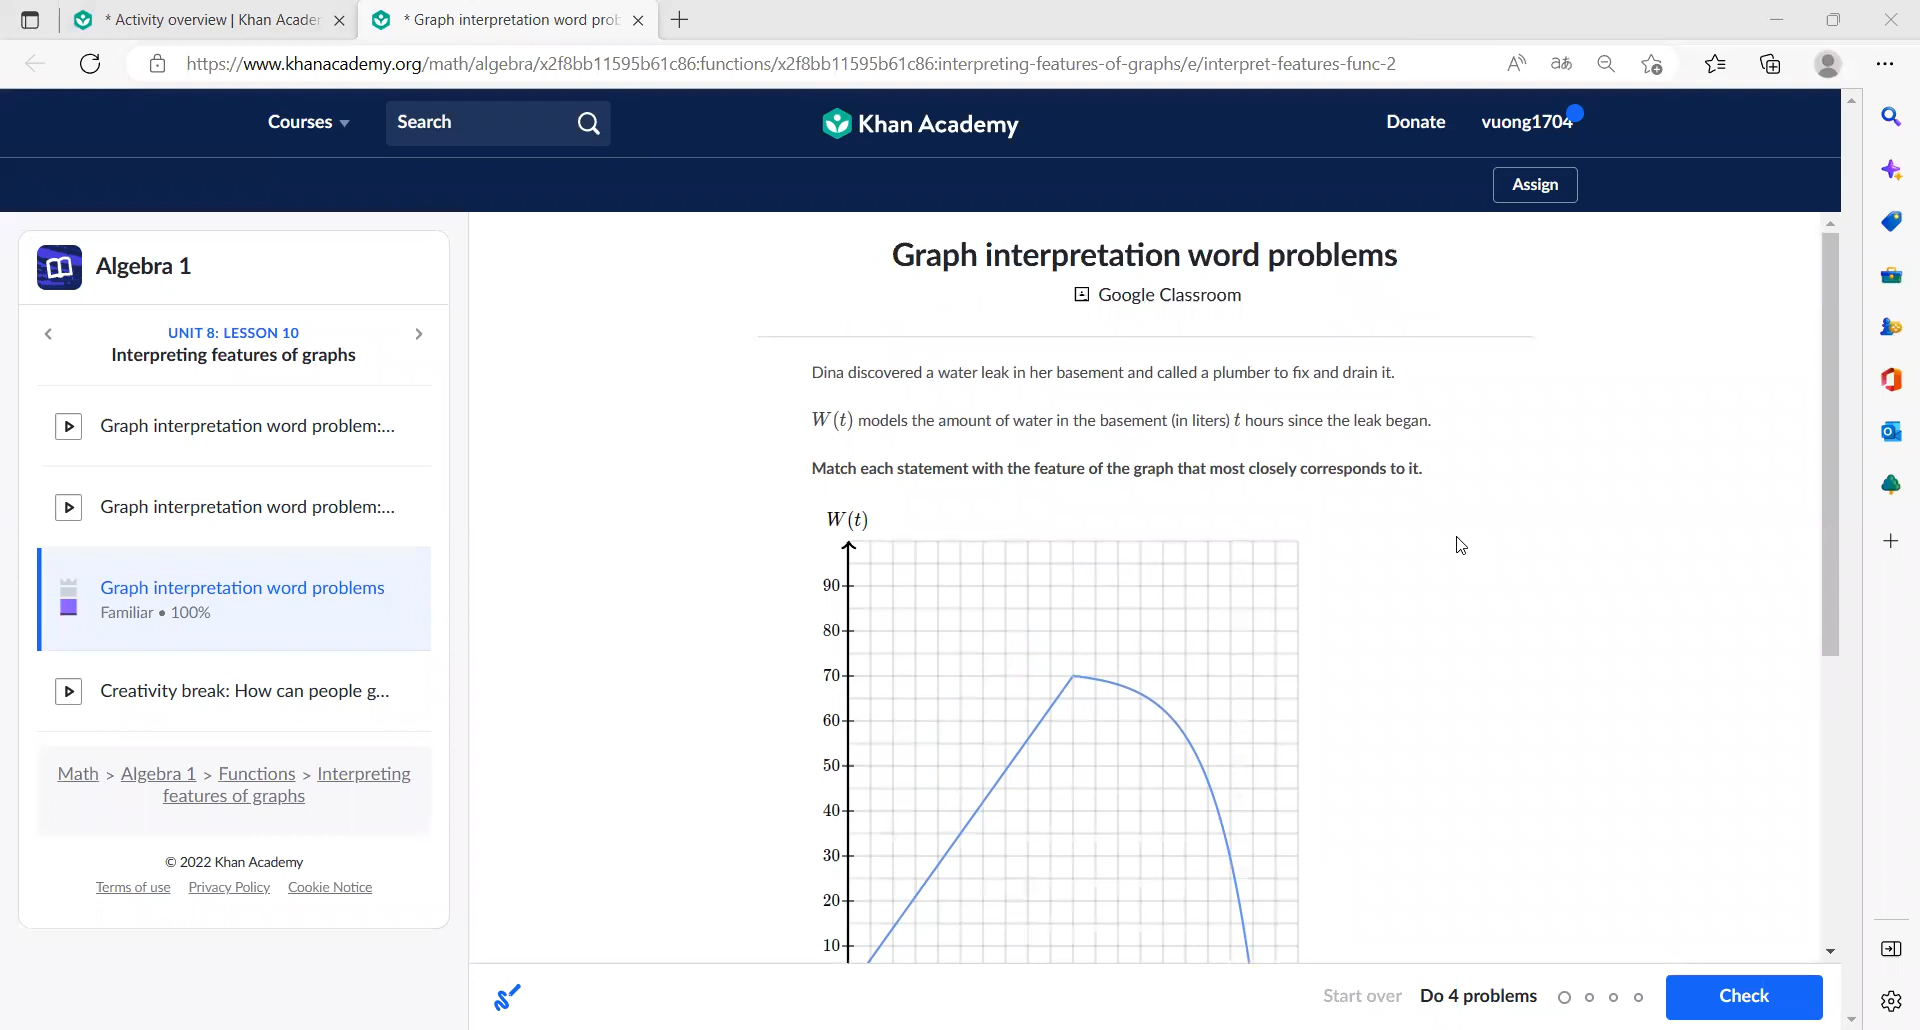 * Activity overview | Khan Acade
* Graph interpretation word prob
https://www.khanacademy.org/math/algebra/x2f8bb11595b61c86:functions/x2f8bb11595b61c86:interpreting-features-of-graphs/e/interpret-features-func-2
Courses
Search
Khan Academy
Donate
vuong1704
Assign
Algebra 1
UNIT 8: LESSON 10
Interpreting features of graphs
Graph interpretation word problem:...
Graph interpretation word problem:...
Graph interpretation word problems
Familiar • 100%
Creativity break: How can people g...
Math > Algebra 1 > Functions > Interpreting
features of graphs
© 2022 Khan Academy
Terms of use Privacy Policy Cookie Notice
Graph interpretation word problems
Google Classroom
Dina discovered a water leak in her basement and called a plumber to fix and drain it.
W(t) models the amount of water in the basement (in liters) t hours since the leak began.
Match each statement with the feature of the graph that most closely corresponds to it.
W(t)
90
80
70
60
50
40
30
20
10
Start over Do 4 problems
Check